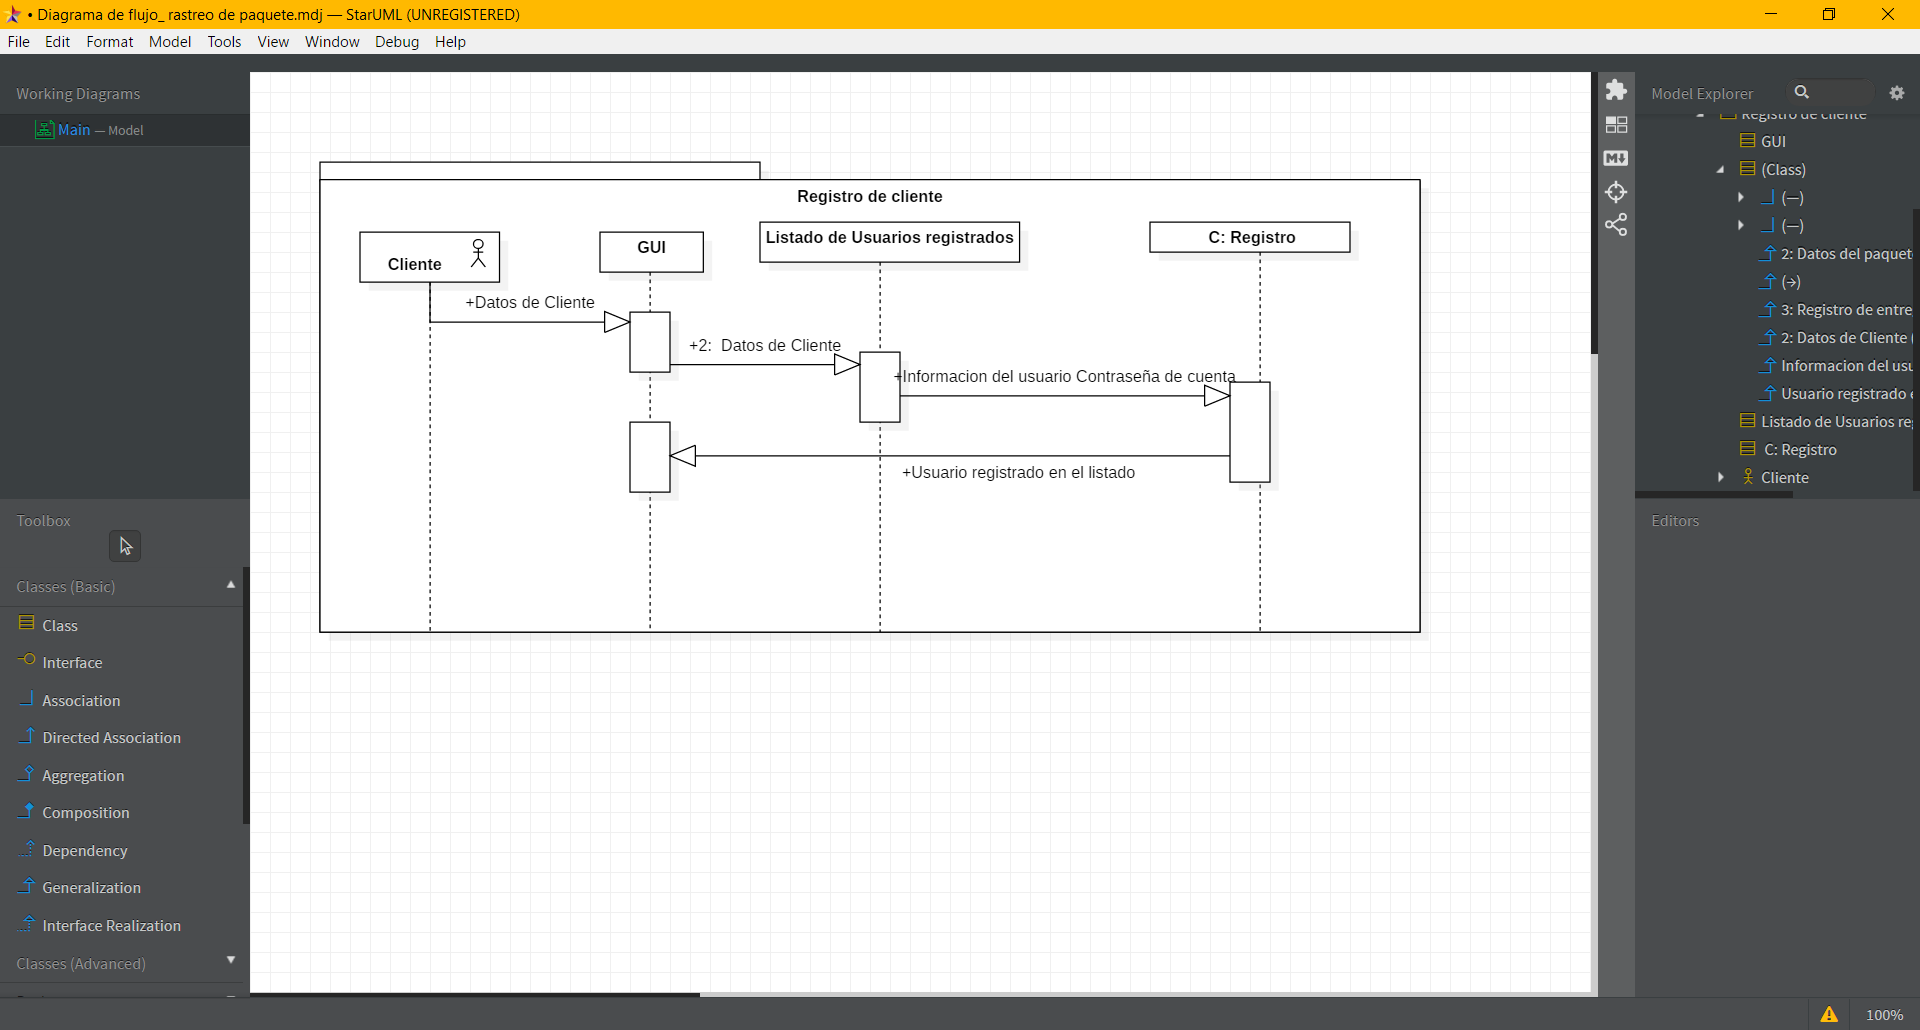 • Diagrama de flujo_ rastreo de paquete.mdj — StarUML (UNREGISTERED)
File Edit Format Model Tools View Window Debug Help
Working Diagrams
Main — Model
Toolbox
Classes (Basic)
Class
Interface
Association
Directed Association
Aggregation
Composition
Dependency
Generalization
Interface Realization
Classes (Advanced)
Registro de cliente
Cliente
GUI
Listado de Usuarios registrados
C: Registro
+Datos de Cliente
+2: Datos de Cliente
+Informacion del usuario Contraseña de cuenta
+Usuario registrado en el listado
M
Model Explorer
Registro de cliente
GUI
(Class)
(—)
(—)
2: Datos del paquet
(→)
3: Registro de entre
2: Datos de Cliente (
Informacion del usu
Usuario registrado e
Listado de Usuarios re
C: Registro
Cliente
Editors
100%